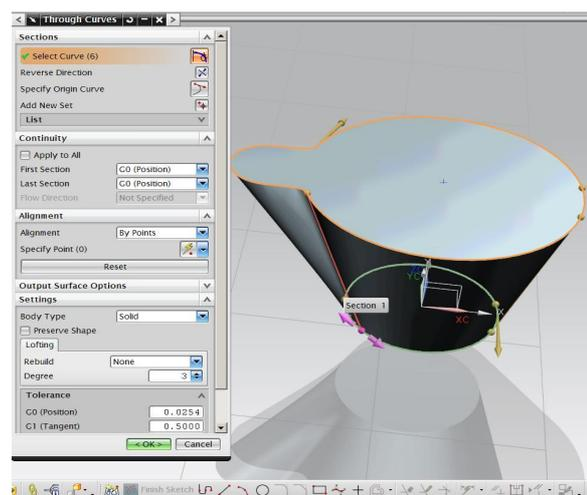 Through Curves
Sections
Select Curve (6)
Reverse Direction
Specify Origin Curve
Add New Set
List
Continuity
Apply to All
First Section G0 (Position)
Last Section G0 (Position)
Flow Direction Not Specified
Alignment
Alignment By Points
Specify Point (0)
Reset
Output Surface Options
Settings
Body Type Solid
Preserve Shape
Lofting
Rebuild None
Degree 3
Tolerance
G0 (Position) 0.0254
G1 (Tangent) 0.5000
< OK > Cancel
YC
Section 1
XC
X
Finish Sketch